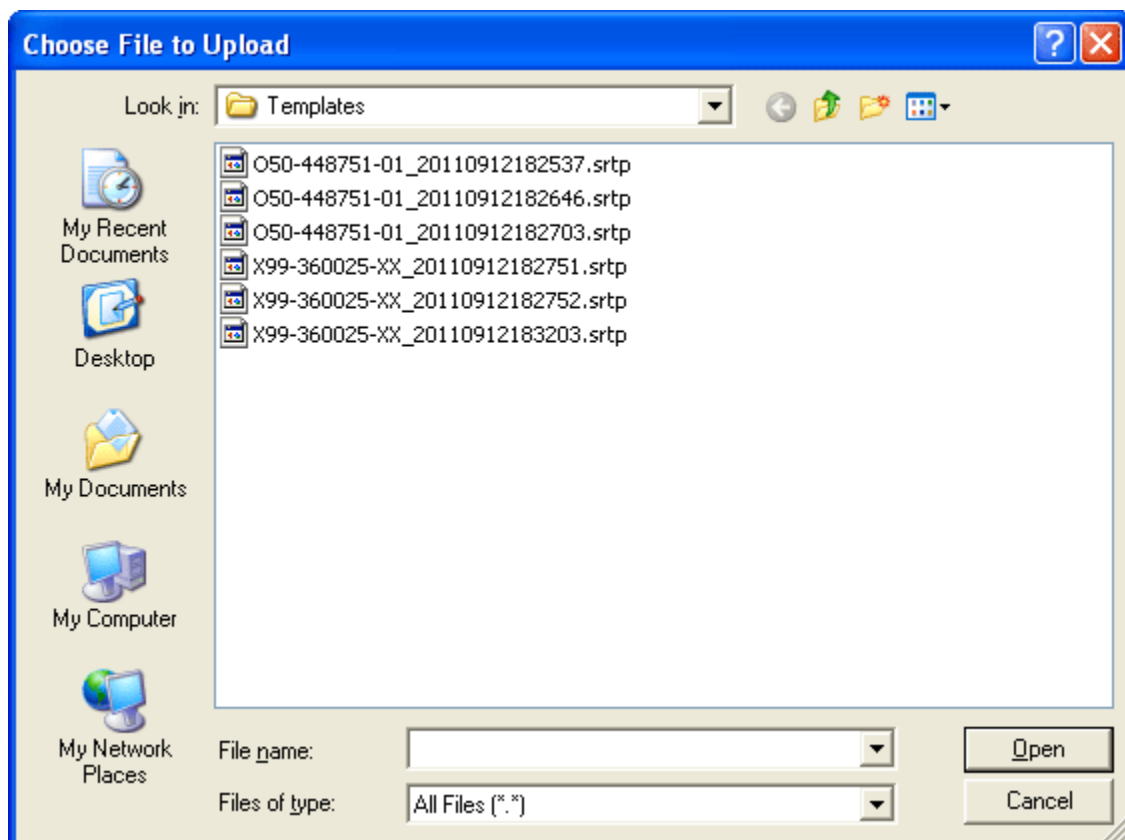 Choose File to Upload
Look in:
Templates
O50-448751-01_20110912182537.srtp
O50-448751-01_20110912182646.srtp
O50-448751-01_20110912182703.srtp
X99-360025-XX_20110912182751.srtp
X99-360025-XX_20110912182752.srtp
X99-360025-XX_20110912183203.srtp
My Recent
Documents
Desktop
My Documents
My Computer
My Network
Places
File name:
Open
Files of type:
All Files (*.*)
Cancel